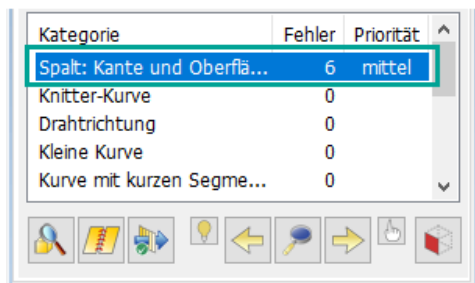 Kategorie Fehler Priorität
Spalt: Kante und Oberflä... 6 mittel
Knitter-Kurve 0
Drahtrichtung 0
Kleine Kurve 0
Kurve mit kurzen Segme... 0